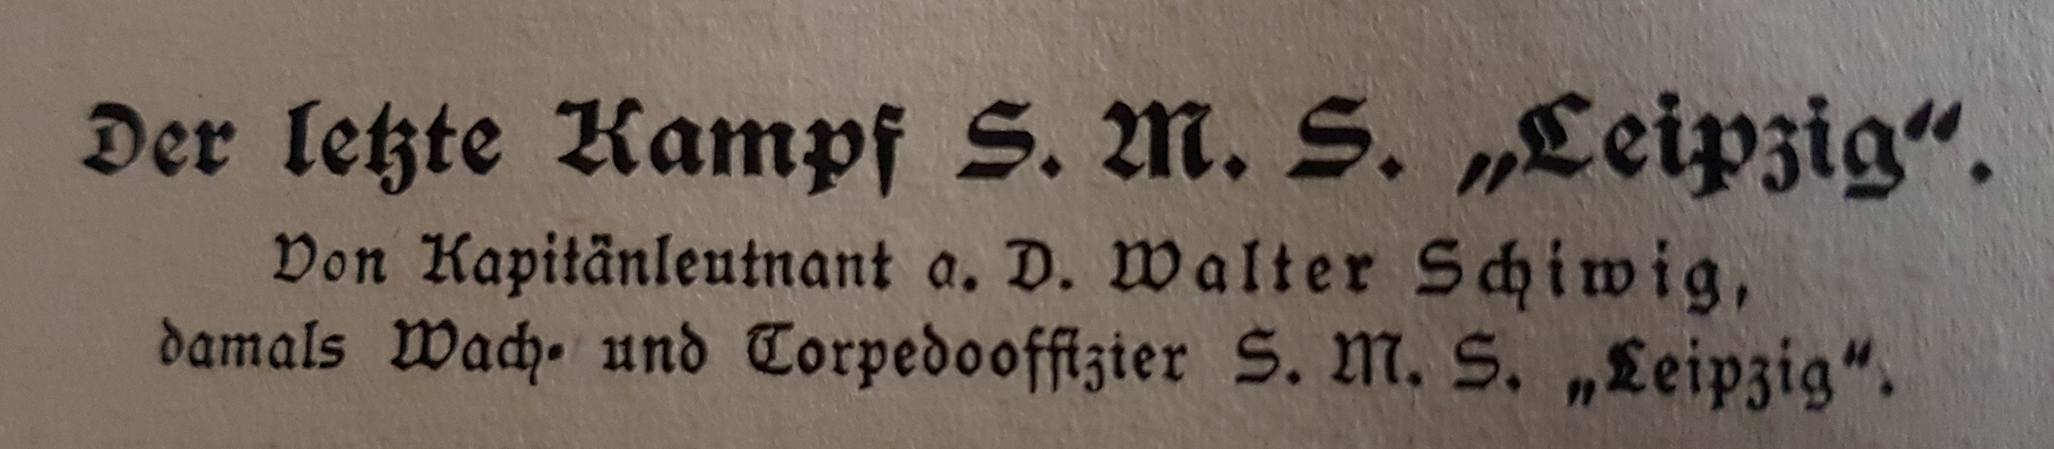 Der letzte Kampf S. M. S. „Leipzig“.
Von Kapitänleutnant a. D. Walter Schiwig,
damals Wach- und Torpedooffizier S. M. S. „Leipzig“.